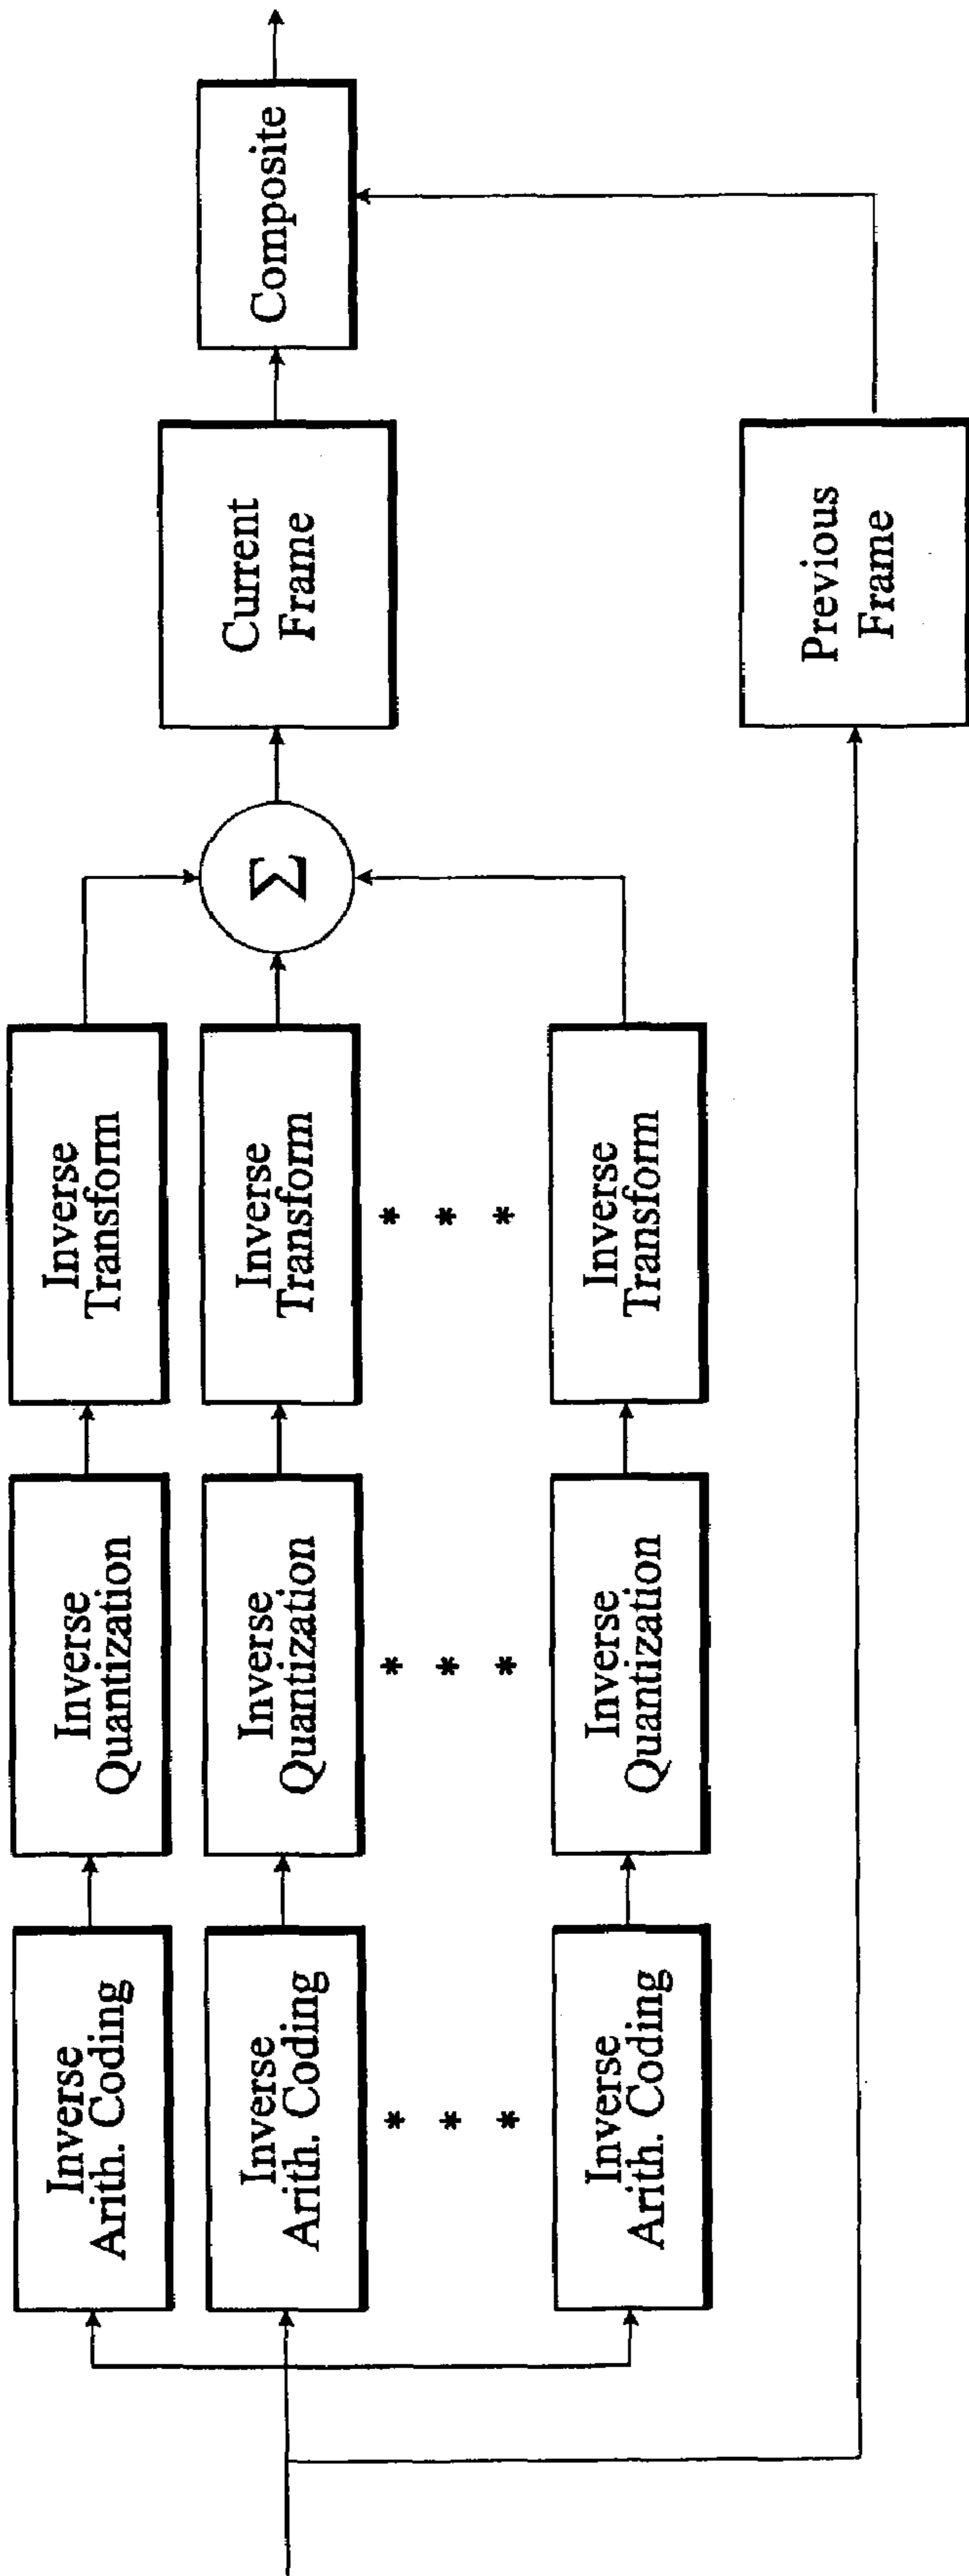 Inverse
Arith. Coding
Inverse
Quantization
Inverse
Transform
Inverse
Arith. Coding
Inverse
Quantization
Inverse
Transform
Σ
Current
Frame
Composite
* * *
* * *
* * *
Inverse
Arith. Coding
Inverse
Quantization
Inverse
Transform
Previous
Frame